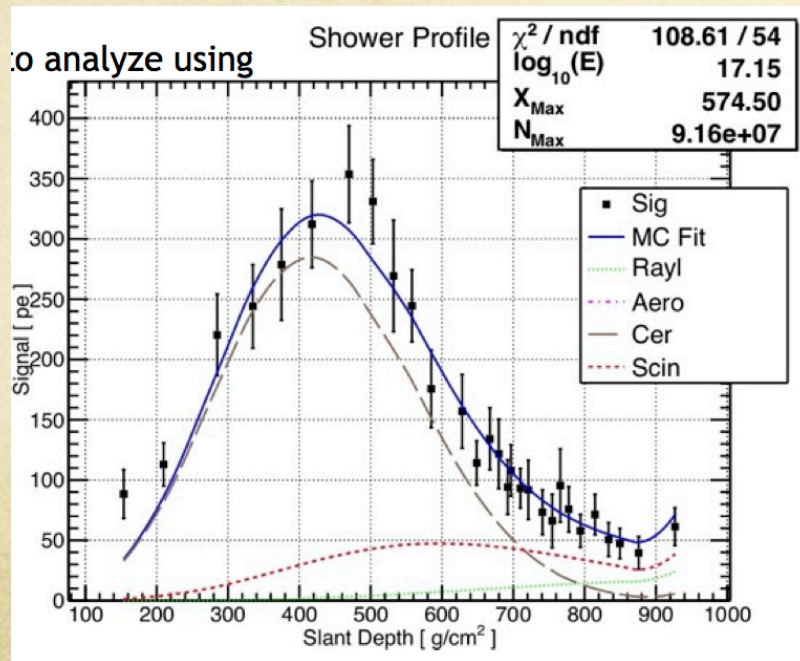 to analyze using
Shower Profile
χ² / ndf 108.61 / 54
log₁₀(E) 17.15
X_Max 574.50
N_Max 9.16e+07
Sig
MC Fit
Rayl
Aero
Cer
Scin
Signal [ pe ]
400
350
300
250
200
150
100
50
0
100 200 300 400 500 600 700 800 900 1000
Slant Depth [ g/cm² ]